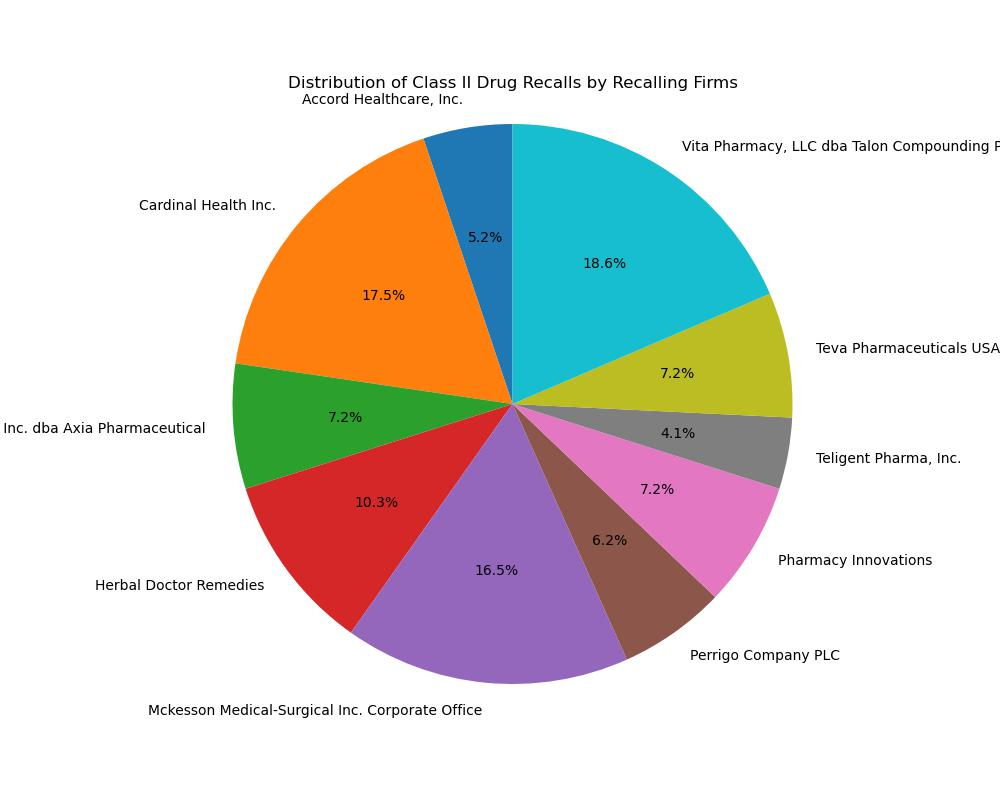 Distribution of Class II Drug Recalls by Recalling Firms
Accord Healthcare, Inc.
Vita Pharmacy, LLC dba Talon Compounding P
Cardinal Health Inc.
5.2%
18.6%
17.5%
Teva Pharmaceuticals USA
7.2%
7.2%
Inc. dba Axia Pharmaceutical
4.1%
Teligent Pharma, Inc.
7.2%
10.3%
6.2%
Pharmacy Innovations
16.5%
Herbal Doctor Remedies
Perrigo Company PLC
Mckesson Medical-Surgical Inc. Corporate Office